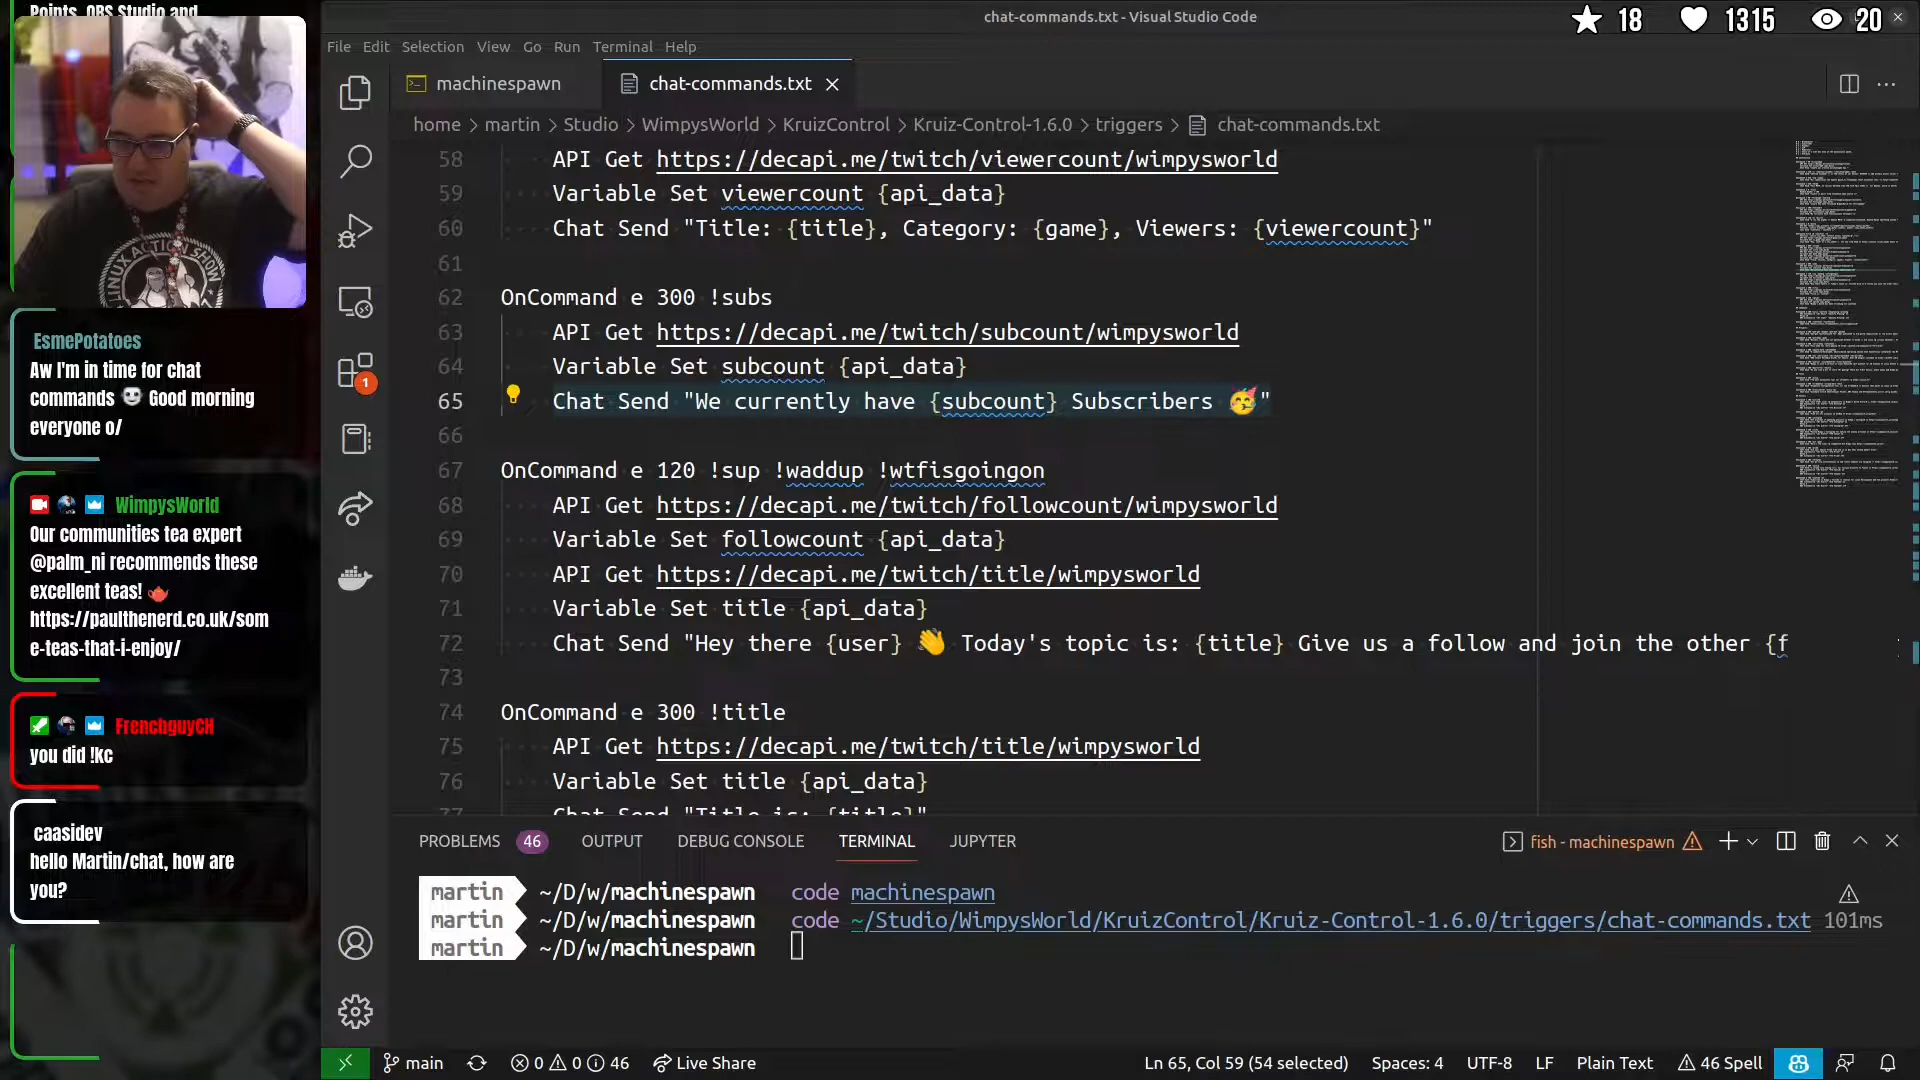 Points, OBS Studio and
chat-commands.txt - Visual Studio Code
18 1315 20
File Edit Selection View Go Run Terminal Help
machinespawn
chat-commands.txt
home > martin > Studio > WimpysWorld > KruizControl > Kruiz-Control-1.6.0 > triggers > chat-commands.txt
58 API Get https://decapi.me/twitch/viewercount/wimpysworld
59 Variable Set viewercount {api_data}
60 Chat Send "Title: {title}, Category: {game}, Viewers: {viewercount}"
61
62 OnCommand e 300 !subs
63 API Get https://decapi.me/twitch/subcount/wimpysworld
64 Variable Set subcount {api_data}
65 Chat Send "We currently have {subcount} Subscribers 🥳"
66
67 OnCommand e 120 !sup !waddup !wtfisgoingon
68 API Get https://decapi.me/twitch/followcount/wimpysworld
69 Variable Set followcount {api_data}
70 API Get https://decapi.me/twitch/title/wimpysworld
71 Variable Set title {api_data}
72 Chat Send "Hey there {user} 👋 Today's topic is: {title} Give us a follow and join the other {f
73
74 OnCommand e 300 !title
75 API Get https://decapi.me/twitch/title/wimpysworld
76 Variable Set title {api_data}
77 Chat Send "Title is: {title}"
1
LINUX ACTION SHOW
EsmePotatoes
Aw I'm in time for chat
commands Good morning
everyone o/
WimpysWorld
Our communities tea expert
@palm_ni recommends these
excellent teas!
https://paulthenerd.co.uk/som
e-teas-that-i-enjoy/
FrenchguyCH
you did !kc
caasidev
hello Martin/chat, how are
you?
PROBLEMS 46 OUTPUT DEBUG CONSOLE TERMINAL JUPYTER
fish - machinespawn
martin ~/D/w/machinespawn code machinespawn
martin ~/D/w/machinespawn code ~/Studio/WimpysWorld/KruizControl/Kruiz-Control-1.6.0/triggers/chat-commands.txt 101ms
martin ~/D/w/machinespawn
main 0 0 46 Live Share
Ln 65, Col 59 (54 selected) Spaces: 4 UTF-8 LF Plain Text 46 Spell